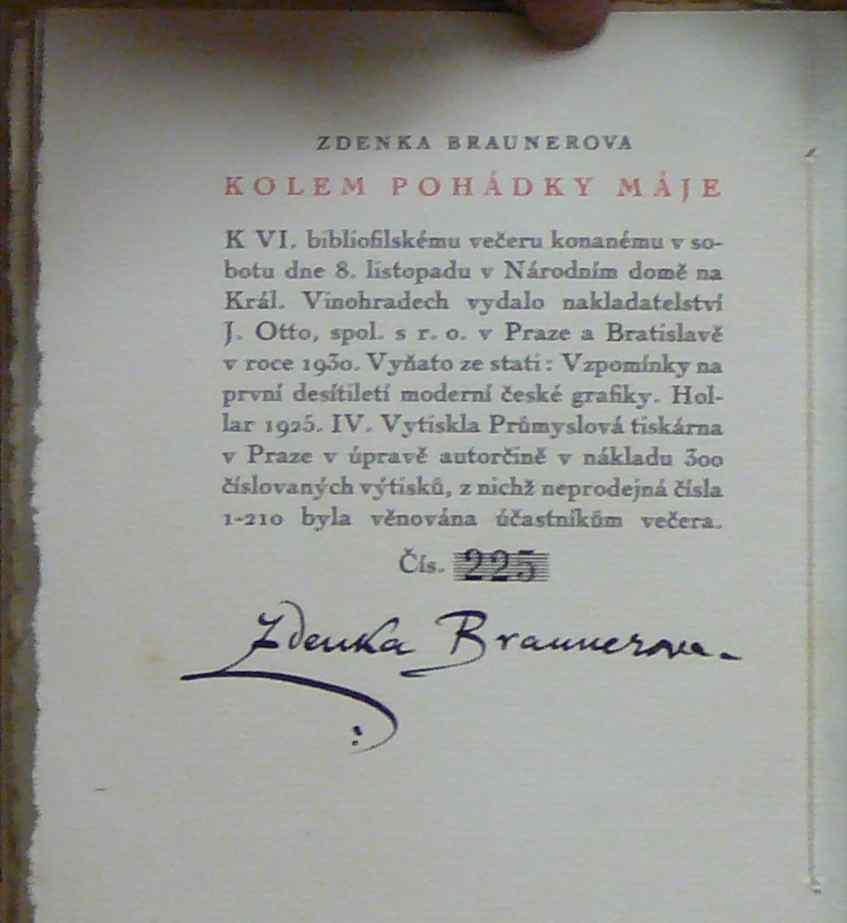 ZDENKA BRAUNEROVA
KOLEM POHÁDKY MÁJE
K VI. bibliofilskému večeru konanému v so-
botu dne 8. listopadu v Národním domě na
Král. Vinohradech vydalo nakladatelství
J. Otto, spol. s r. o. v Praze a Bratislavě
v roce 1930. Vyňato ze stati: Vzpomínky na
první desítiletí moderní české grafiky. Hol-
lar 1925. IV. Vytiskla Průmyslová tiskárna
v Praze v úpravě autorčině v nákladu 300
číslovaných výtisků, z nichž neprodejná čísla
1-210 byla věnována účastníkům večera.
Čís. 225
Zdenka Braunerova.